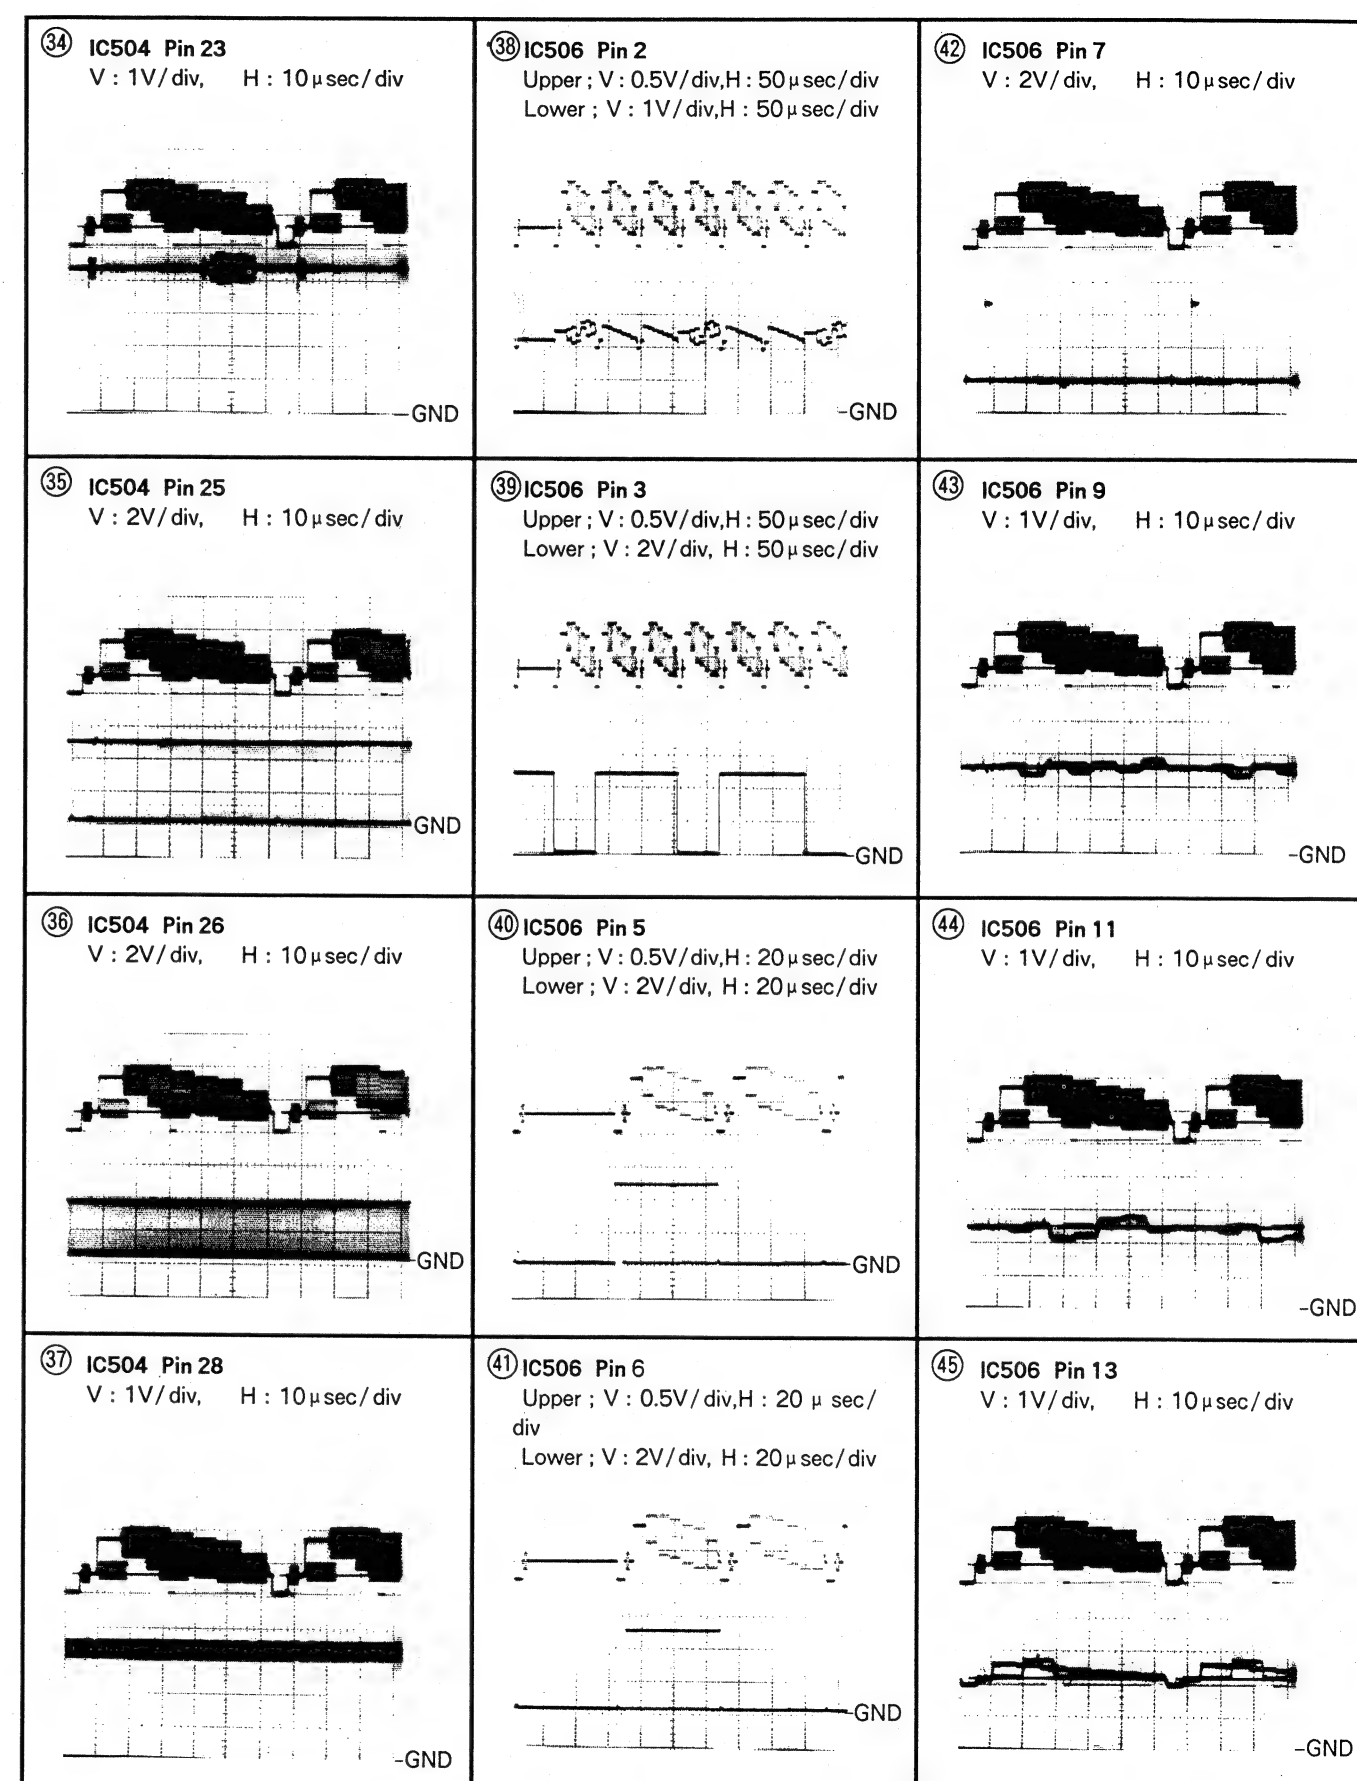 ㉞ IC504 Pin 23
V : 1V/div, H : 10μsec/div
-GND
㉟ IC504 Pin 25
V : 2V/div, H : 10μsec/div
GND
㊱ IC504 Pin 26
V : 2V/div, H : 10μsec/div
-GND
㊲ IC504 Pin 28
V : 1V/div, H : 10μsec/div
-GND
㊳ IC506 Pin 2
Upper ; V : 0.5V/div,H : 50μsec/div
Lower ; V : 1V/div,H : 50μsec/div
-GND
㊴ IC506 Pin 3
Upper ; V : 0.5V/div,H : 50μsec/div
Lower ; V : 2V/div, H : 50μsec/div
-GND
㊵ IC506 Pin 5
Upper ; V : 0.5V/div,H : 20μsec/div
Lower ; V : 2V/div, H : 20μsec/div
-GND
㊶ IC506 Pin 6
Upper ; V : 0.5V/div,H : 20 μ sec/
div
Lower ; V : 2V/div, H : 20μsec/div
-GND
㊷ IC506 Pin 7
V : 2V/div, H : 10μsec/div
㊸ IC506 Pin 9
V : 1V/div, H : 10μsec/div
-GND
㊹ IC506 Pin 11
V : 1V/div, H : 10μsec/div
-GND
㊺ IC506 Pin 13
V : 1V/div, H : 10μsec/div
-GND